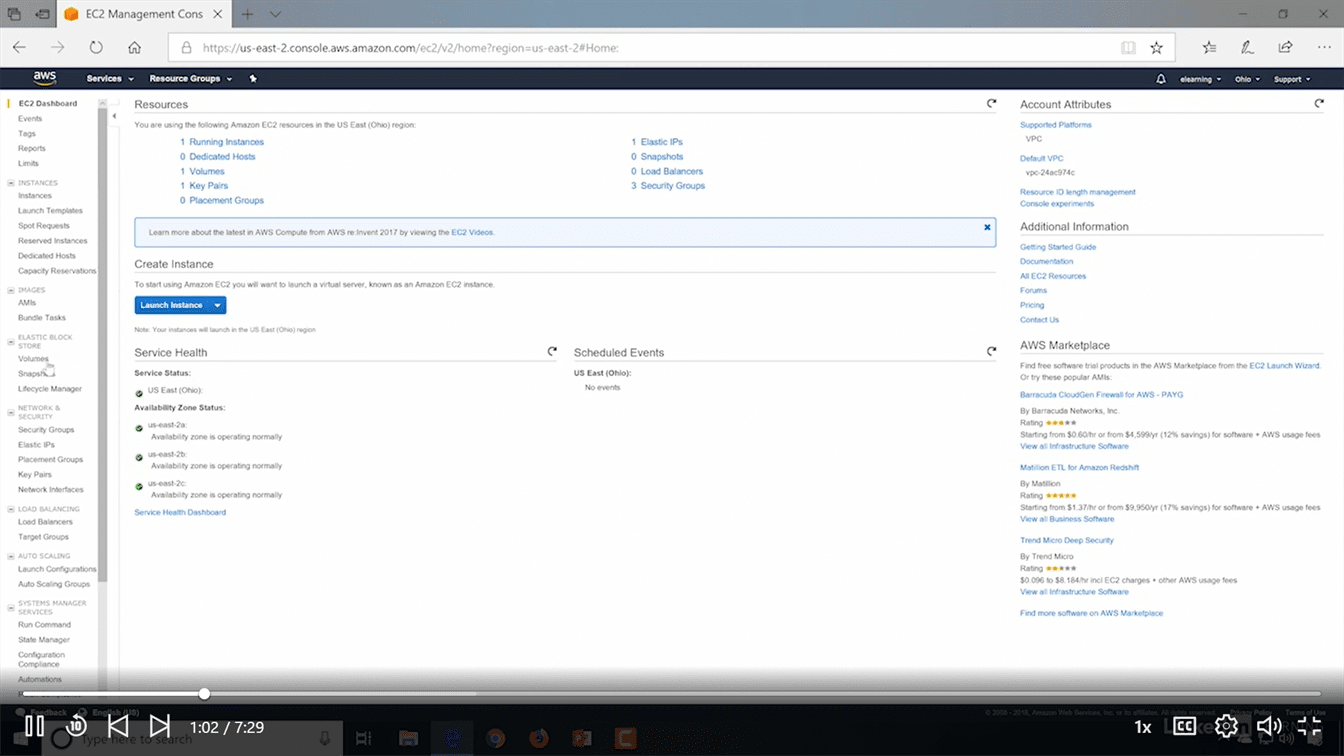 EC2 Management Cons
https://us-east-2.console.aws.amazon.com/ec2/v2/home?region=us-east-2#Home:
aws Services Resource Groups elearning Ohio Support
EC2 Dashboard
Events
Tags
Reports
Limits
INSTANCES
Instances
Launch Templates
Spot Requests
Reserved Instances
Dedicated Hosts
Capacity Reservations
IMAGES
AMIs
Bundle Tasks
ELASTIC BLOCK
STORE
Volumes
Lifecycle Manager
NETWORK &
SECURITY
Security Groups
Elastic IPs
Placement Groups
Key Pairs
Network Interfaces
LOAD BALANCING
Load Balancers
Target Groups
AUTO SCALING
Launch Configurations
Auto Scaling Groups
SYSTEMS MANAGER
SERVICES
Run Command
State Manager
Configuration
Compliance
Automations
Resources
You are using the following Amazon EC2 resources in the US East (Ohio) region:
1 Running Instances
0 Dedicated Hosts
1 Volumes
1 Key Pairs
0 Placement Groups
1 Elastic IPs
0 Snapshots
0 Load Balancers
3 Security Groups
Learn more about the latest in AWS Compute from AWS re:Invent 2017 by viewing the EC2 Videos.
Create Instance
To start using Amazon EC2 you will want to launch a virtual server, known as an Amazon EC2 instance.
Launch Instance
Note: Your instances will launch in the US East (Ohio) region
Service Health
Service Status:
US East (Ohio):
Availability Zone Status:
us-east-2a:
Availability zone is operating normally
us-east-2b:
Availability zone is operating normally
us-east-2c:
Availability zone is operating normally
Service Health Dashboard
Scheduled Events
US East (Ohio):
No events
Account Attributes
Supported Platforms
VPC
Default VPC
vpc-24ac974c
Resource ID length management
Console experiments
Additional Information
Getting Started Guide
Documentation
All EC2 Resources
Forums
Pricing
Contact Us
AWS Marketplace
Find free software trial products in the AWS Marketplace from the EC2 Launch Wizard.
Or try these popular AMIs:
Barracuda CloudGen Firewall for AWS - PAYG
By Barracuda Networks, Inc.
Rating
Starting from $0.60/hr or from $4,599/yr (12% savings) for software + AWS usage fees
View all Infrastructure Software
Matillion ETL for Amazon Redshift
By Matillion
Rating
Starting from $1.37/hr or from $9,950/yr (17% savings) for software + AWS usage fees
View all Business Software
Trend Micro Deep Security
By Trend Micro
Rating
$0.096 to $8.184/hr incl EC2 charges + other AWS usage fees
View all Infrastructure Software
Find more software on AWS Marketplace
Feedback English (US)
© 2008 - 2018, Amazon Web Services, Inc. or its affiliates. All rights reserved. Privacy Policy Terms of Use
10
1:02 / 7:29
1x
CC
Type here to search